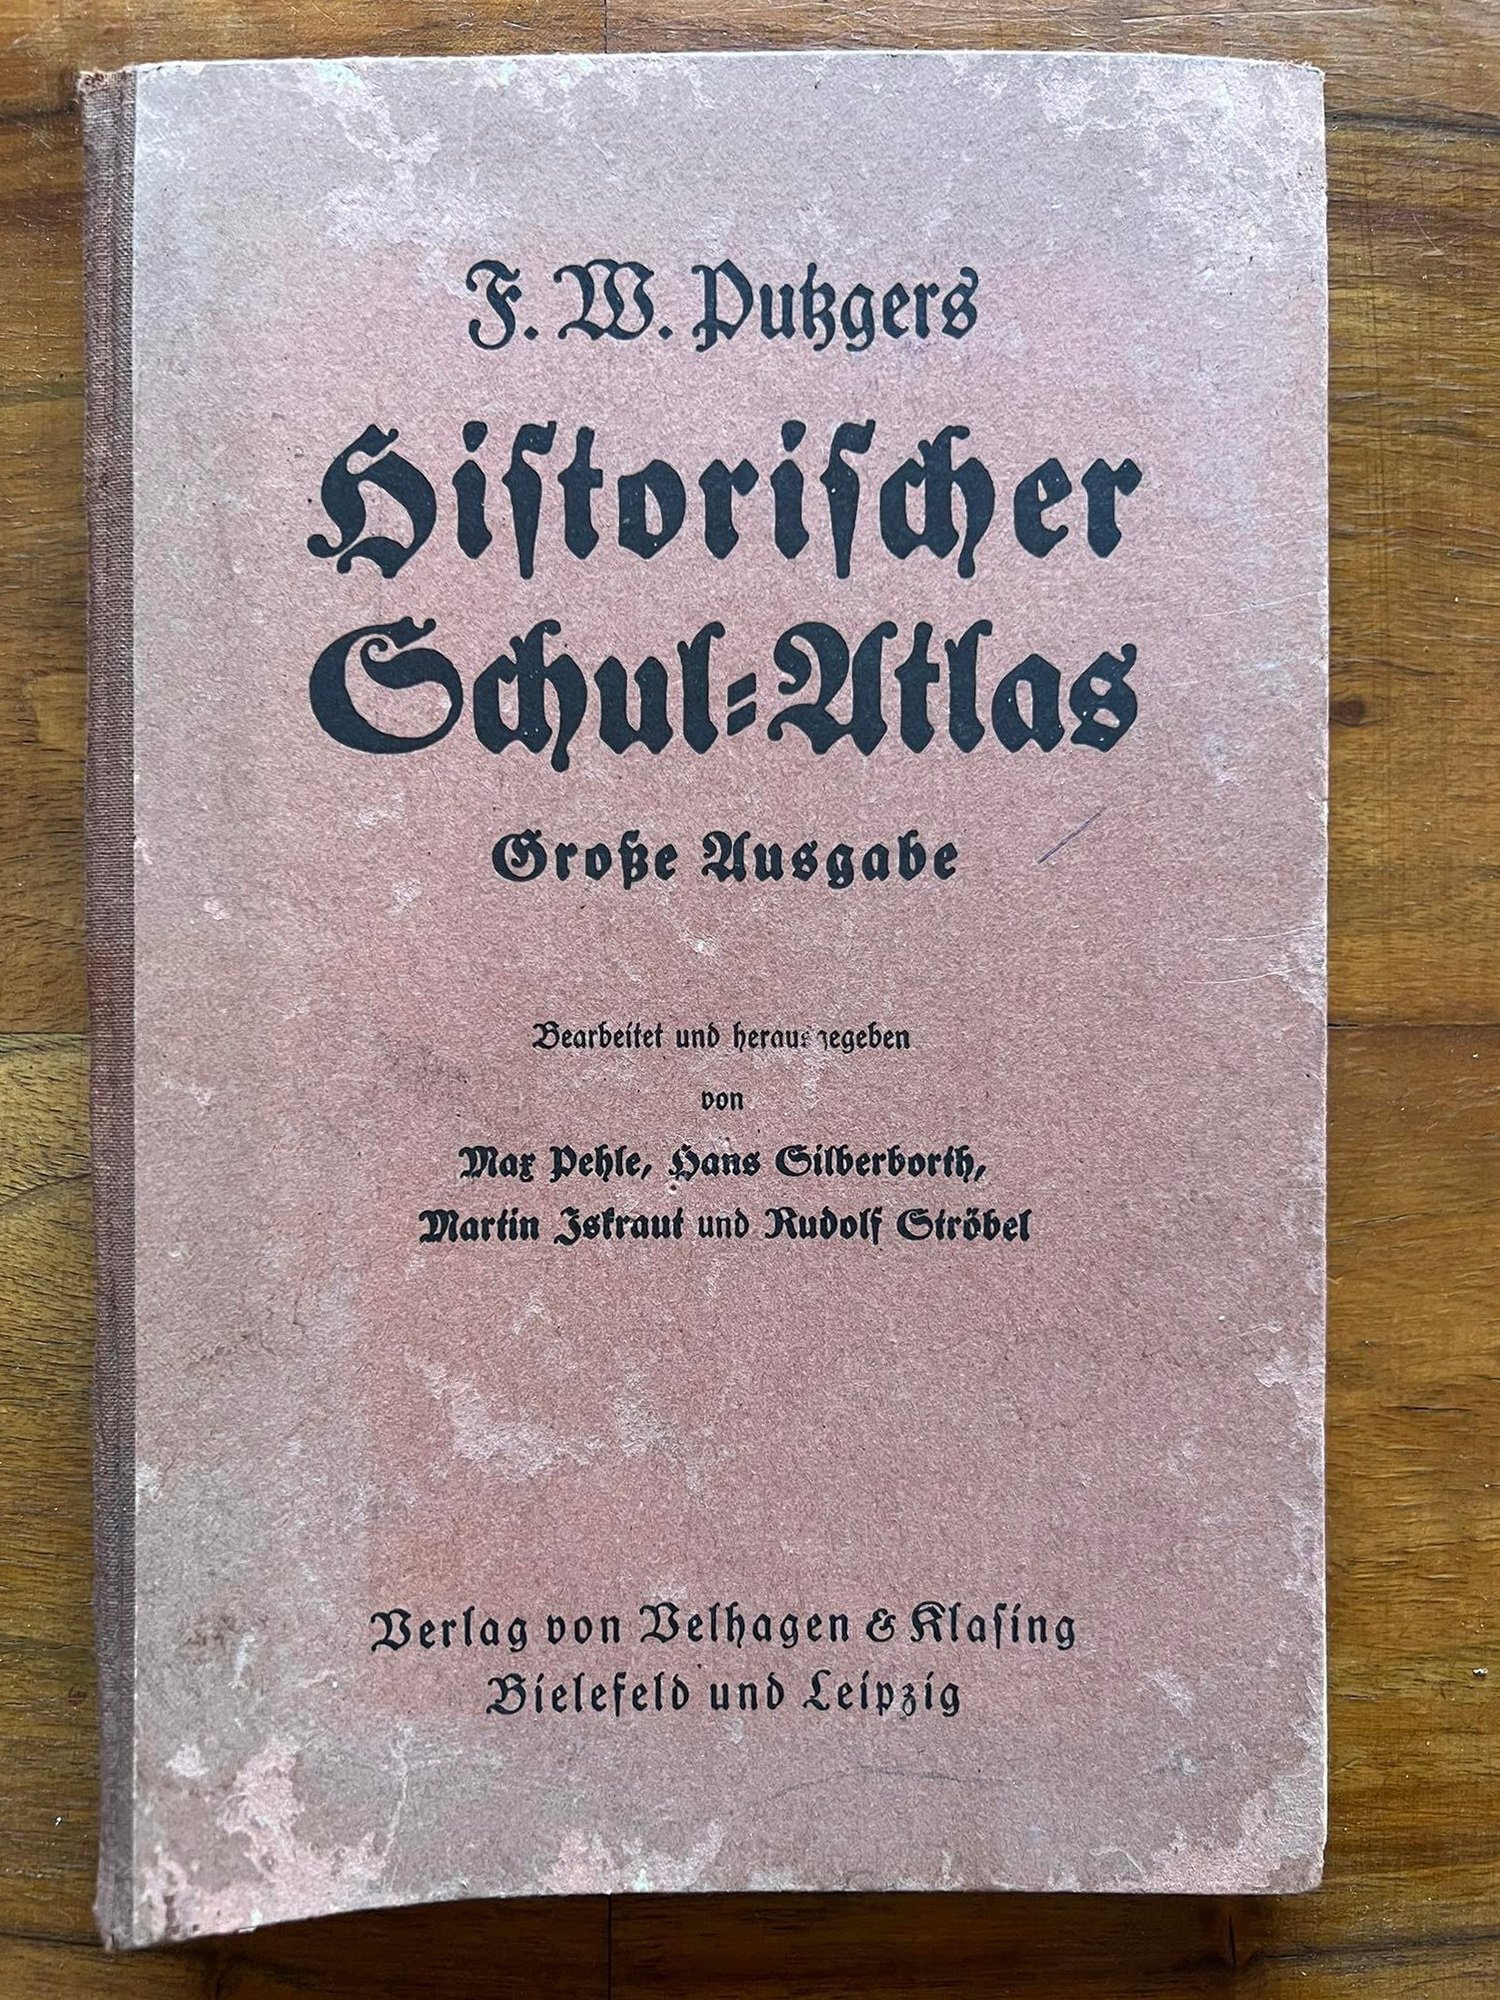 F. W. Putzgers
Hiſtoriſcher
Schul=Atlas
Große Ausgabe
Bearbeitet und herausgegeben
von
Max Pehle, Hans Silberborth,
Martin Iskraut und Rudolf Ströbel
Verlag von Velhagen & Klaſing
Bielefeld und Leipzig